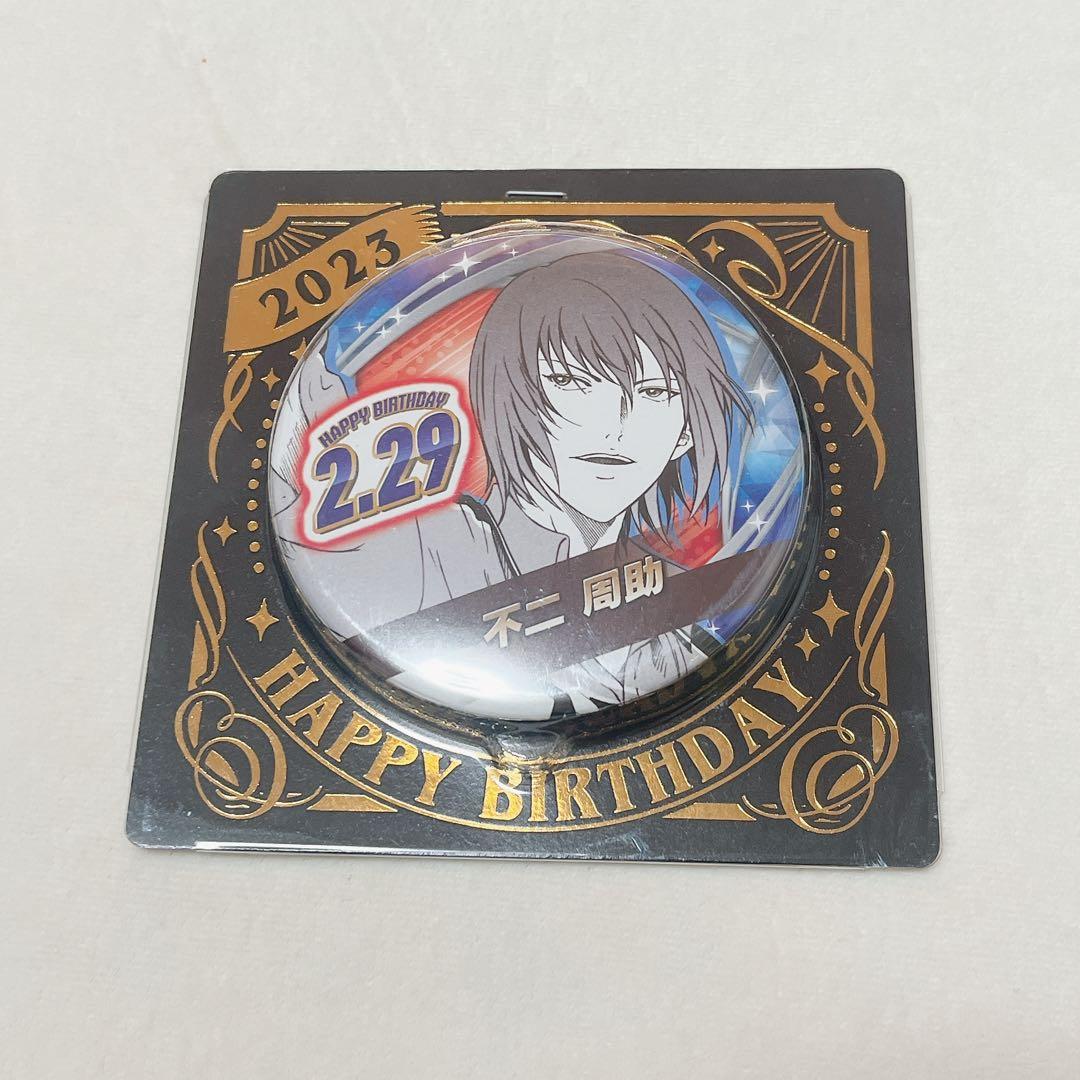 2023
HAPPY BIRTHDAY
2.29
不二 周助
HAPPY BIRTHDAY